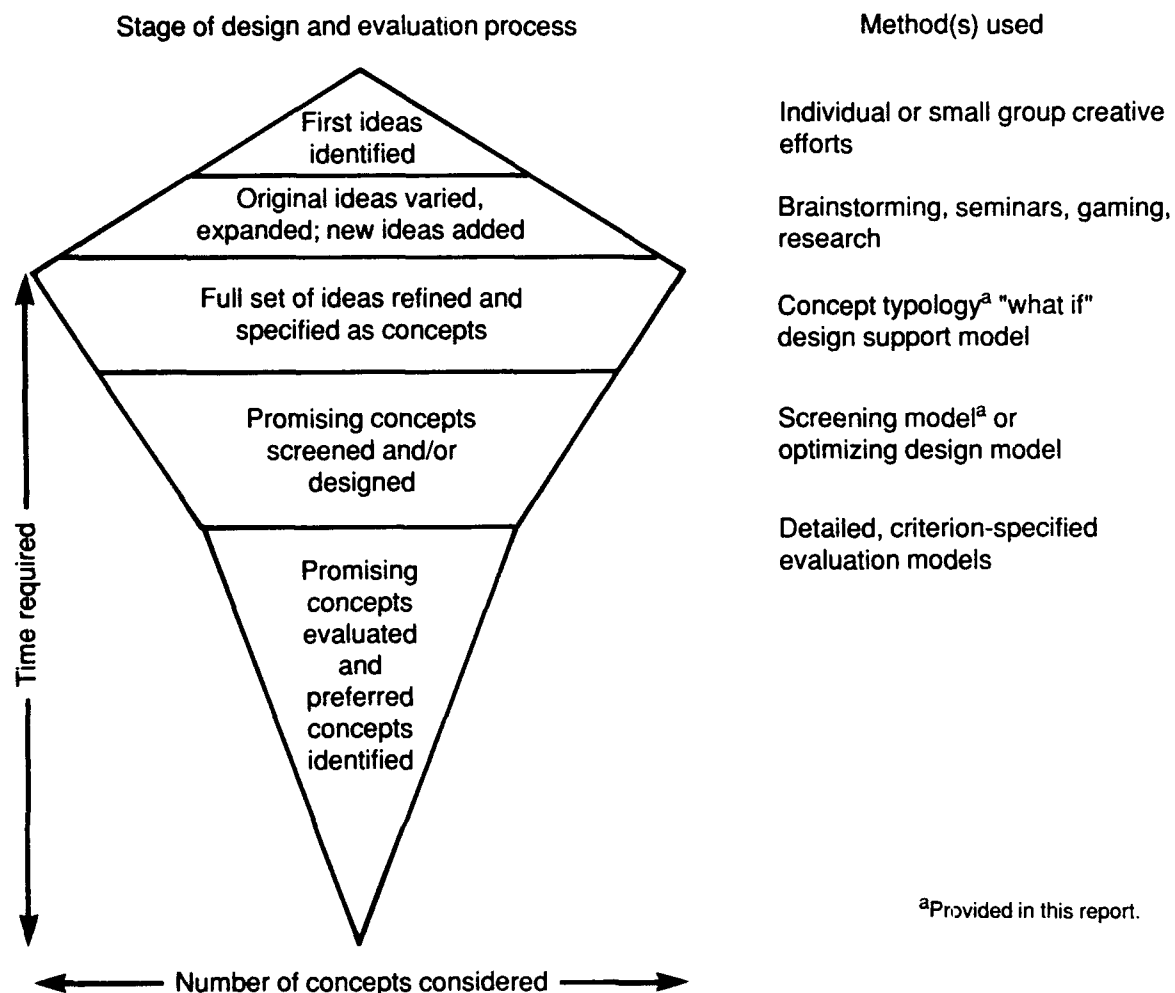 Stage of design and evaluation process
Method(s) used
First ideas
identified
Individual or small group creative
efforts
Original ideas varied,
expanded; new ideas added
Brainstorming, seminars, gaming,
research
Full set of ideas refined and
specified as concepts
Concept typologyᵃ "what if"
design support model
Promising concepts
screened and/or
designed
Screening modelᵃ or
optimizing design model
Promising
concepts
evaluated
and
preferred
concepts
identified
Detailed, criterion-specified
evaluation models
Time required
ᵃProvided in this report.
Number of concepts considered